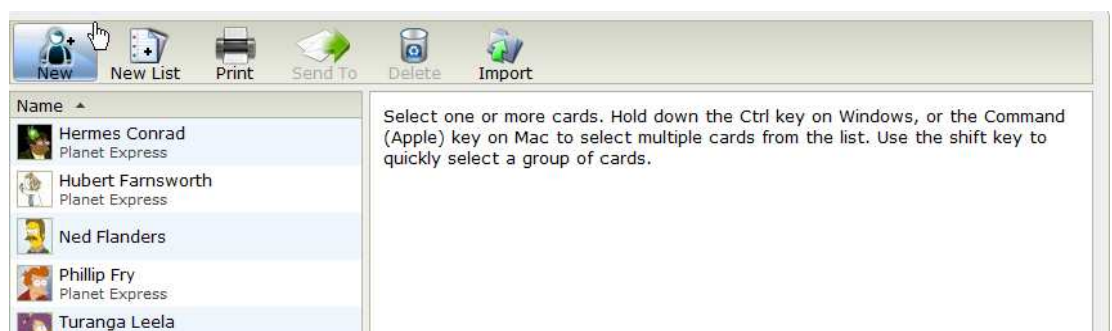 New New List Print Send To Delete Import
Name
Hermes Conrad
Planet Express
Hubert Farnsworth
Planet Express
Ned Flanders
Phillip Fry
Planet Express
Turanga Leela
Select one or more cards. Hold down the Ctrl key on Windows, or the Command
(Apple) key on Mac to select multiple cards from the list. Use the shift key to
quickly select a group of cards.